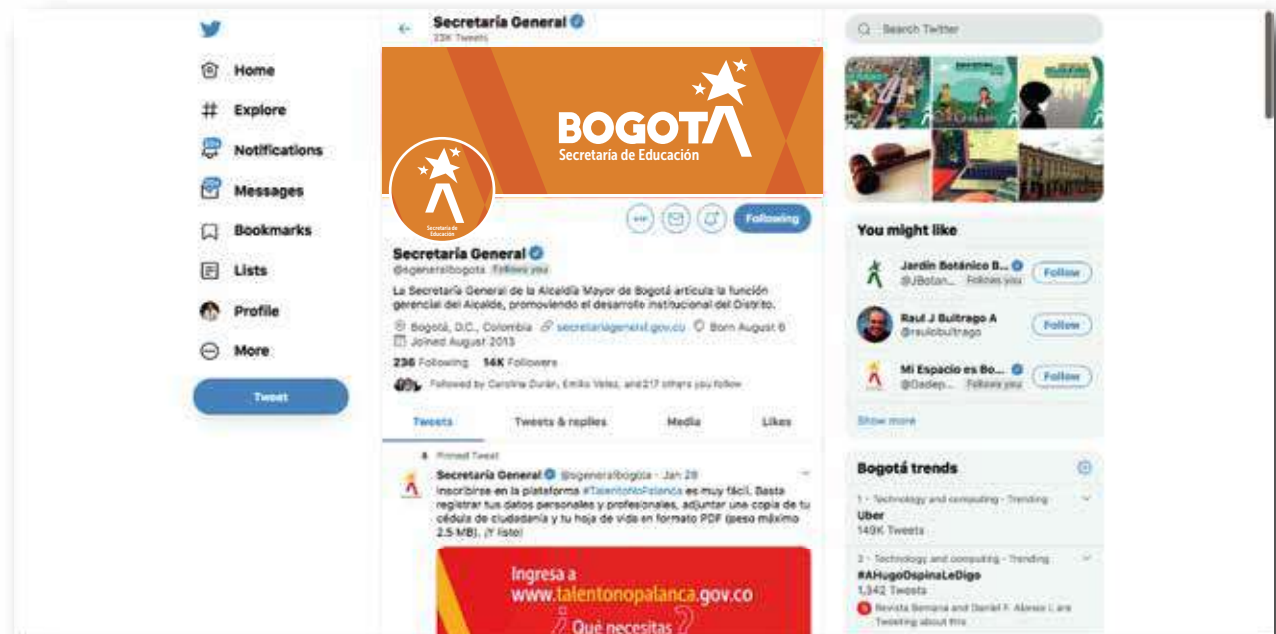 Home
Explore
Notifications
Messages
Bookmarks
Lists
Profile
More
Tweet
Secretaría General
23K Tweets
BOGOTÁ
Secretaría de Educación
Secretaría de
Educación
Following
Secretaría General
@sgeneralbogota Follows you
La Secretaría General de la Alcaldía Mayor de Bogotá articula la función
gerencial del Alcalde, promoviendo el desarrollo institucional del Distrito.
Bogotá, D.C., Colombia secretariageneral.gov.co Born August 6
Joined August 2013
236 Following 14K Followers
Followed by Carolina Durán, Emilio Velez, and 217 others you follow
Tweets Tweets & replies Media Likes
Pinned Tweet
Secretaría General @sgeneralbogota · Jan 28
Inscribirse en la plataforma #TalentoNoPalanca es muy fácil. Basta
registrar tus datos personales y profesionales, adjuntar una copia de tu
cédula de ciudadanía y tu hoja de vida en formato PDF (peso máximo
2.5 MB). ¡Y listo!
Ingresa a
www.talentonopalanca.gov.co
¿Qué necesitas?
Search Twitter
You might like
Jardín Botánico B...
@JBotan... Follows you
Follow
Raul J Buitrago A
@raulobuitrago
Follow
Mi Espacio es Bo...
@Dadep... Follows you
Follow
Show more
Bogotá trends
1 · Technology and computing · Trending
Uber
149K Tweets
2 · Technology and computing · Trending
#AHugoOspinaLeDigo
1,342 Tweets
Revista Semana and Daniel F. are
Tweeting about this